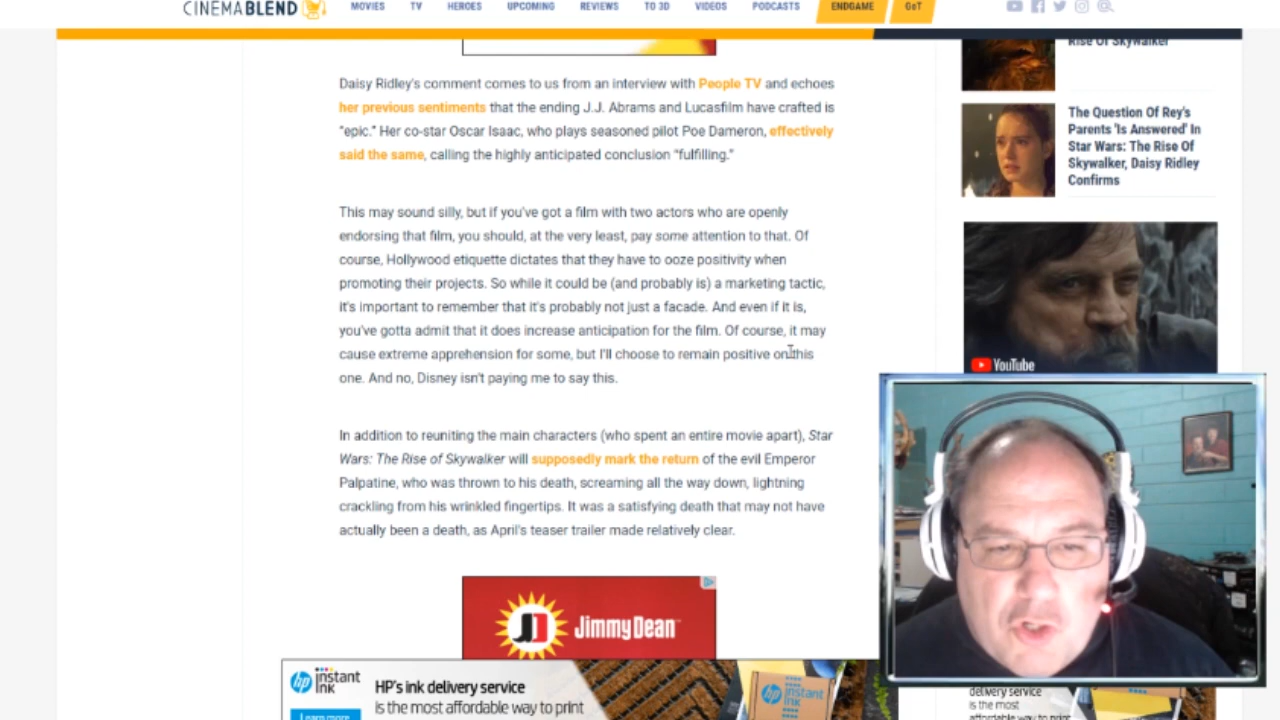 CINEMABLEND
MOVIES TV HEROES UPCOMING REVIEWS TO 3D VIDEOS PODCASTS ENDGAME GoT
Daisy Ridley's comment comes to us from an interview with People TV and echoes
her previous sentiments that the ending J.J. Abrams and Lucasfilm have crafted is
"epic." Her co-star Oscar Isaac, who plays seasoned pilot Poe Dameron, effectively
said the same, calling the highly anticipated conclusion "fulfilling."
This may sound silly, but if you've got a film with two actors who are openly
endorsing that film, you should, at the very least, pay some attention to that. Of
course, Hollywood etiquette dictates that they have to ooze positivity when
promoting their projects. So while it could be (and probably is) a marketing tactic,
it's important to remember that it's probably not just a facade. And even if it is,
you've gotta admit that it does increase anticipation for the film. Of course, it may
cause extreme apprehension for some, but I'll choose to remain positive on this
one. And no, Disney isn't paying me to say this.
In addition to reuniting the main characters (who spent an entire movie apart), Star
Wars: The Rise of Skywalker will supposedly mark the return of the evil Emperor
Palpatine, who was thrown to his death, screaming all the way down, lightning
crackling from his wrinkled fingertips. It was a satisfying death that may not have
actually been a death, as April's teaser trailer made relatively clear.
JimmyDean
hp instant ink
HP's ink delivery service
is the most affordable way to print
Learn more
hp instant ink
Rise Of Skywalker
The Question Of Rey's
Parents 'Is Answered' In
Star Wars: The Rise Of
Skywalker, Daisy Ridley
Confirms
YouTube
delivery service
is the most
affordable way to print